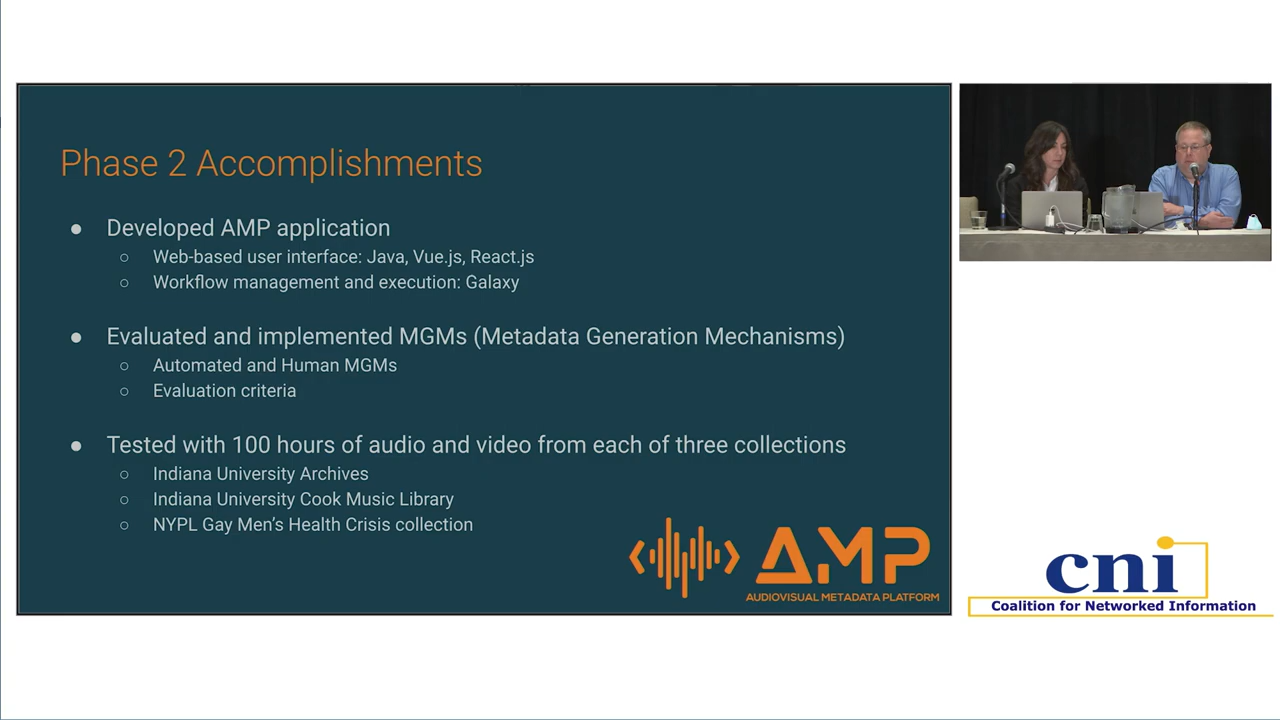 Phase 2 Accomplishments
● Developed AMP application
○ Web-based user interface: Java, Vue.js, React.js
○ Workflow management and execution: Galaxy
● Evaluated and implemented MGMs (Metadata Generation Mechanisms)
○ Automated and Human MGMs
○ Evaluation criteria
● Tested with 100 hours of audio and video from each of three collections
○ Indiana University Archives
○ Indiana University Cook Music Library
○ NYPL Gay Men's Health Crisis collection
AMP
AUDIOVISUAL METADATA PLATFORM
cni
Coalition for Networked Information